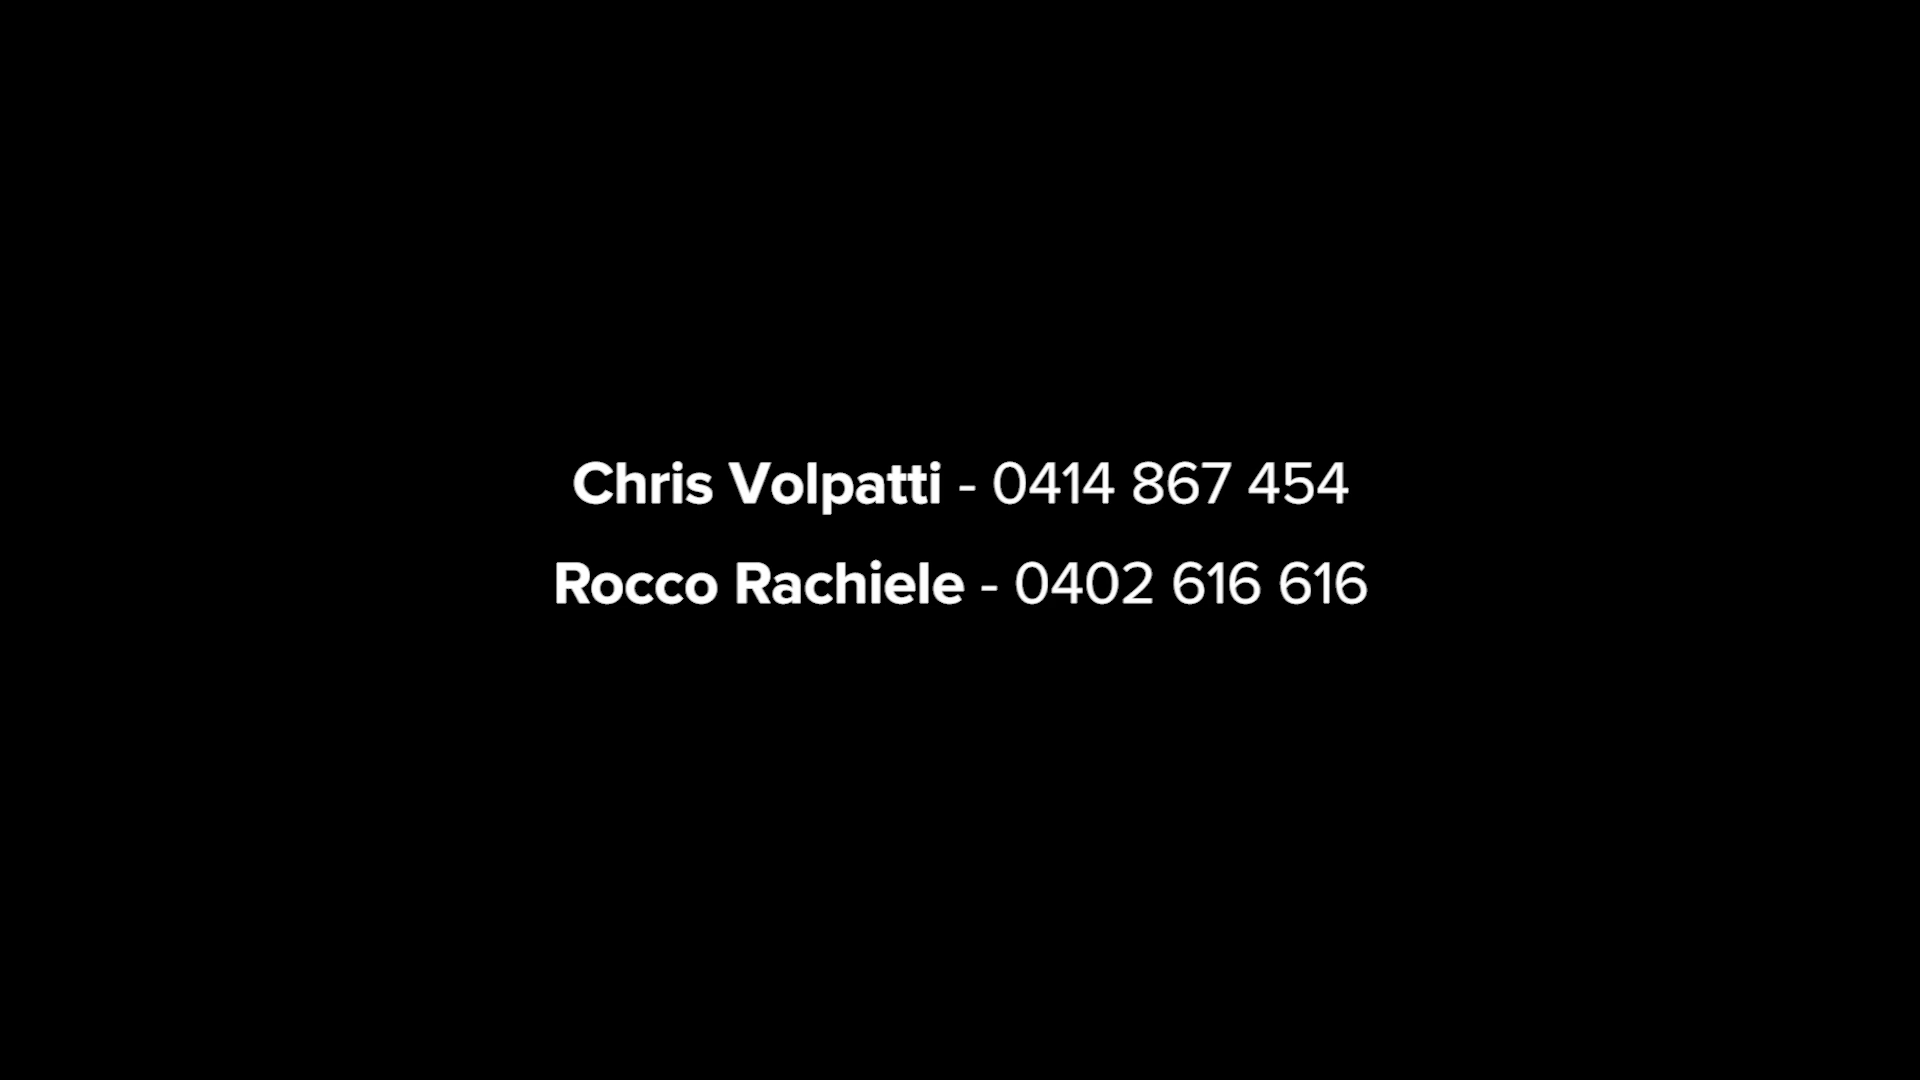 Chris Volpatti - 0414 867 454
Rocco Rachiele - 0402 616 616